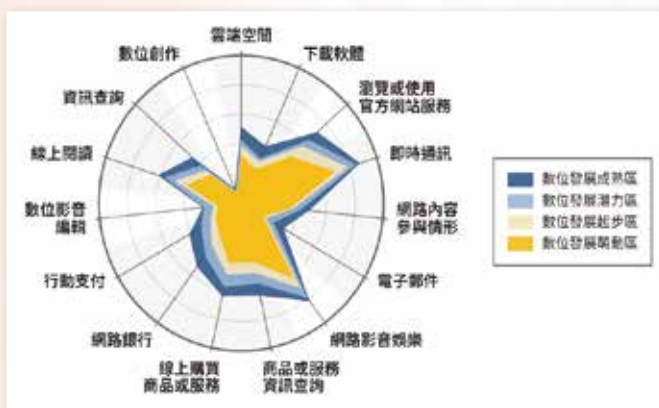 雲端空間
下載軟體
瀏覽或使用
官方網站服務
即時通訊
網路內容
參與情形
電子郵件
網路影音娛樂
商品或服務
資訊查詢
線上購買
商品或服務
網路銀行
行動支付
數位影音
編輯
線上閱讀
資訊查詢
數位創作
數位發展成熟區
數位發展潛力區
數位發展起步區
數位發展萌動區